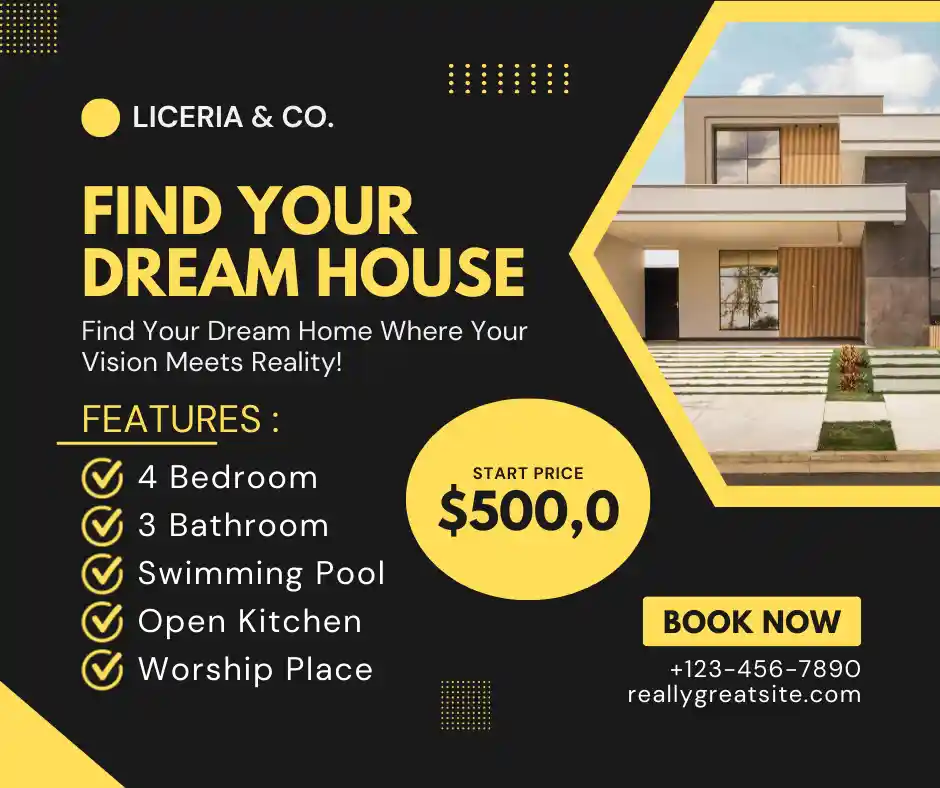 LICERIA & CO.
FIND YOUR
DREAM HOUSE
Find Your Dream Home Where Your
Vision Meets Reality!
FEATURES :
4 Bedroom
3 Bathroom
Swimming Pool
Open Kitchen
Worship Place
START PRICE
$500,0
BOOK NOW
+123-456-7890
reallygreatsite.com